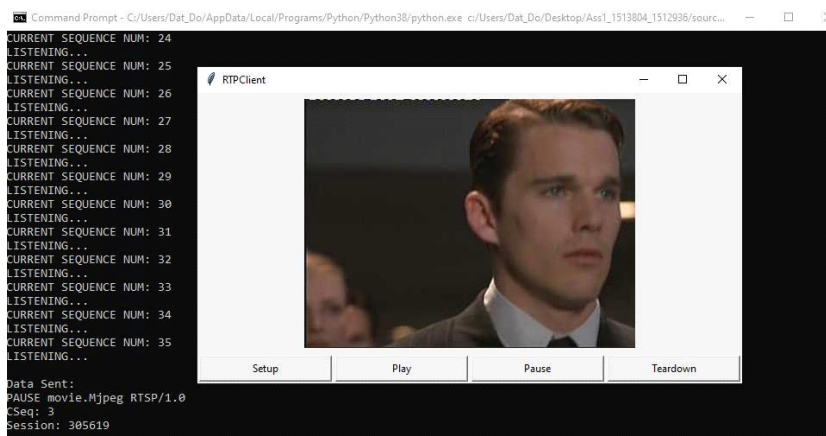 Command Prompt - C:/Users/Dat_Do/AppData/Local/Programs/Python/Python38/python.exe c:/Users/Dat_Do/Desktop/Ass1_1513804_1512936/sourc...
CURRENT SEQUENCE NUM: 24
LISTENING...
CURRENT SEQUENCE NUM: 25
LISTENING...
CURRENT SEQUENCE NUM: 26
LISTENING...
CURRENT SEQUENCE NUM: 27
LISTENING...
CURRENT SEQUENCE NUM: 28
LISTENING...
CURRENT SEQUENCE NUM: 29
LISTENING...
CURRENT SEQUENCE NUM: 30
LISTENING...
CURRENT SEQUENCE NUM: 31
LISTENING...
CURRENT SEQUENCE NUM: 32
LISTENING...
CURRENT SEQUENCE NUM: 33
LISTENING...
CURRENT SEQUENCE NUM: 34
LISTENING...
CURRENT SEQUENCE NUM: 35
LISTENING...
Data Sent:
PAUSE movie.Mjpeg RTSP/1.0
CSeq: 3
Session: 305619
RTPClient
Setup Play Pause Teardown